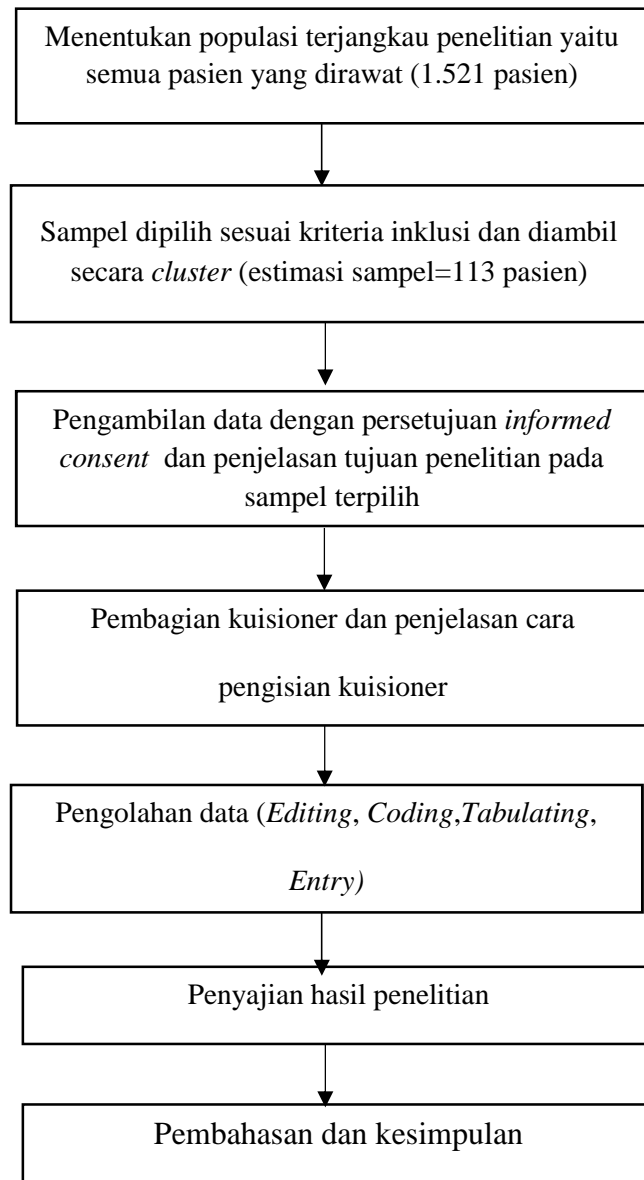 Menentukan populasi terjangkau penelitian yaitu
semua pasien yang dirawat (1.521 pasien)
Sampel dipilih sesuai kriteria inklusi dan diambil
secara cluster (estimasi sampel=113 pasien)
Pengambilan data dengan persetujuan informed
consent dan penjelasan tujuan penelitian pada
sampel terpilih
Pembagian kuisioner dan penjelasan cara
pengisian kuisioner
Pengolahan data (Editing, Coding,Tabulating,
Entry)
Penyajian hasil penelitian
Pembahasan dan kesimpulan